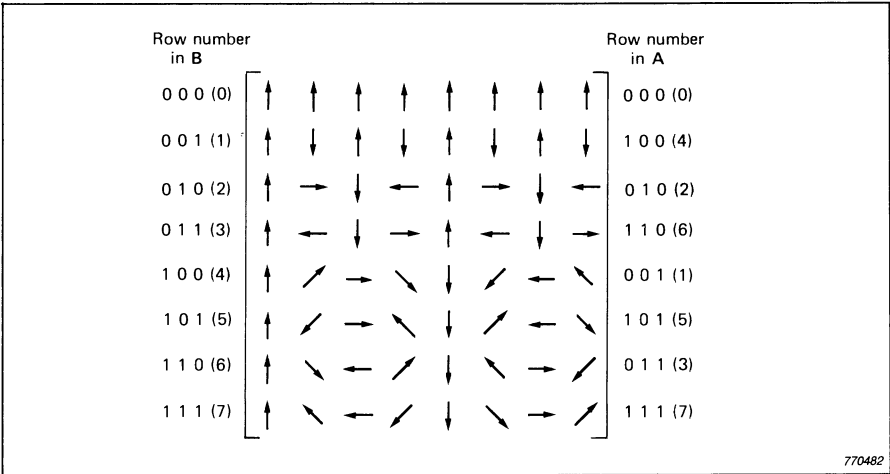 Row number in B
Row number in A
0 0 0 (0)
0 0 0 (0)
0 0 1 (1)
1 0 0 (4)
0 1 0 (2)
0 1 0 (2)
0 1 1 (3)
1 1 0 (6)
1 0 0 (4)
0 0 1 (1)
1 0 1 (5)
1 0 1 (5)
1 1 0 (6)
0 1 1 (3)
1 1 1 (7)
1 1 1 (7)
770482